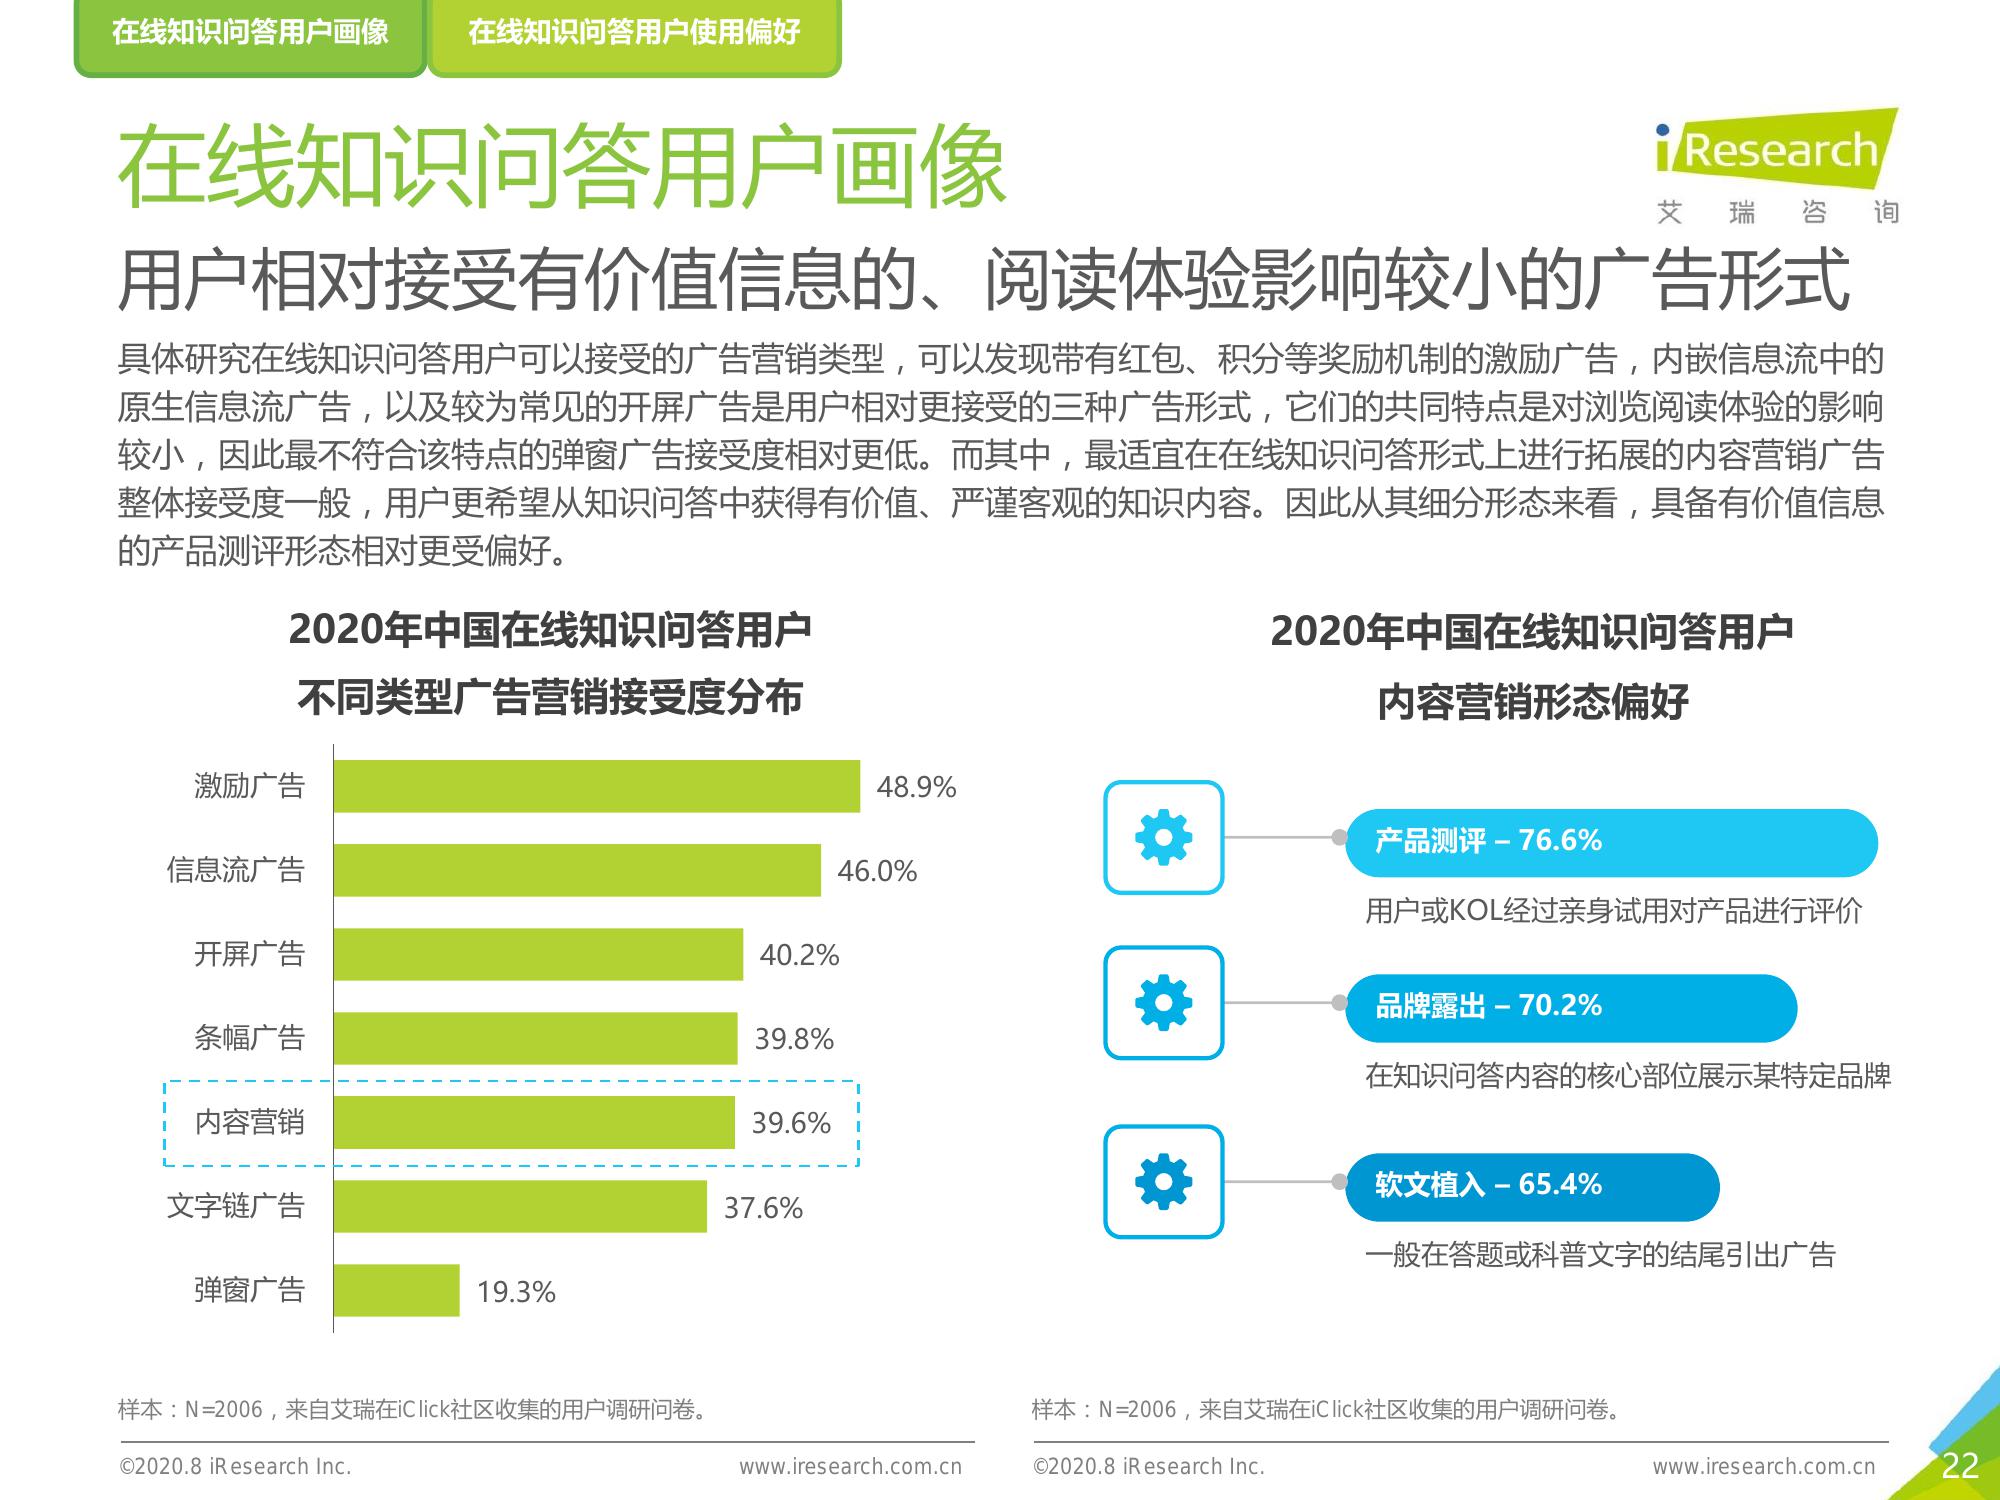 在线知识问答用户画像
在线知识问答用户使用偏好
在线知识问答用户画像
iResearch
艾瑞咨询
用户相对接受有价值信息的、阅读体验影响较小的广告形式
具体研究在线知识问答用户可以接受的广告营销类型，可以发现带有红包、积分等奖励机制的激励广告，内嵌信息流中的
原生信息流广告，以及较为常见的开屏广告是用户相对更接受的三种广告形式，它们的共同特点是对浏览阅读体验的影响
较小，因此最不符合该特点的弹窗广告接受度相对更低。而其中，最适宜在在线知识问答形式上进行拓展的内容营销广告
整体接受度一般，用户更希望从知识问答中获得有价值、严谨客观的知识内容。因此从其细分形态来看，具备有价值信息
的产品测评形态相对更受偏好。
2020年中国在线知识问答用户
不同类型广告营销接受度分布
激励广告 48.9%
信息流广告 46.0%
开屏广告 40.2%
条幅广告 39.8%
内容营销 39.6%
文字链广告 37.6%
弹窗广告 19.3%
2020年中国在线知识问答用户
内容营销形态偏好
产品测评 – 76.6%
用户或KOL经过亲身试用对产品进行评价
品牌露出 – 70.2%
在知识问答内容的核心部位展示某特定品牌
软文植入 – 65.4%
一般在答题或科普文字的结尾引出广告
样本：N=2006，来自艾瑞在iClick社区收集的用户调研问卷。
样本：N=2006，来自艾瑞在iClick社区收集的用户调研问卷。
©2020.8 iResearch Inc.
www.iresearch.com.cn
©2020.8 iResearch Inc.
www.iresearch.com.cn
22